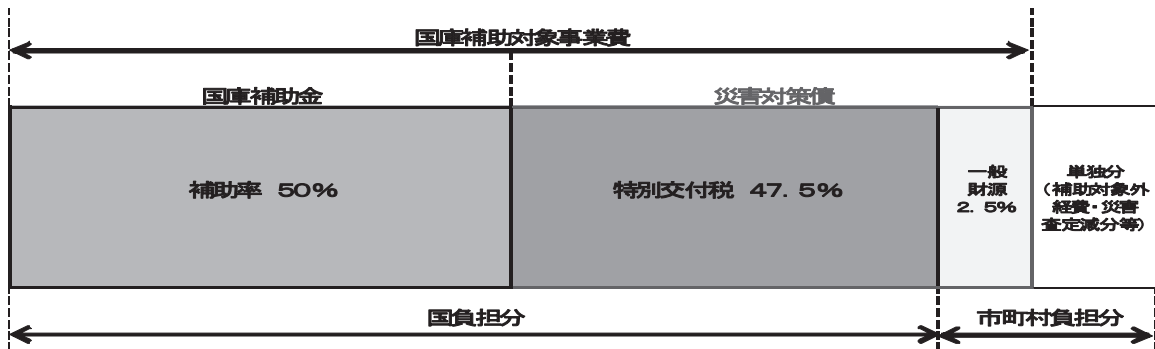 国庫補助対象事業費
国庫補助金
災害対策債
補助率 50%
特別交付税 47.5%
一般
財源
2.5%
単独分
(補助対象外
経費・災害
査定減分等)
国負担分
市町村負担分